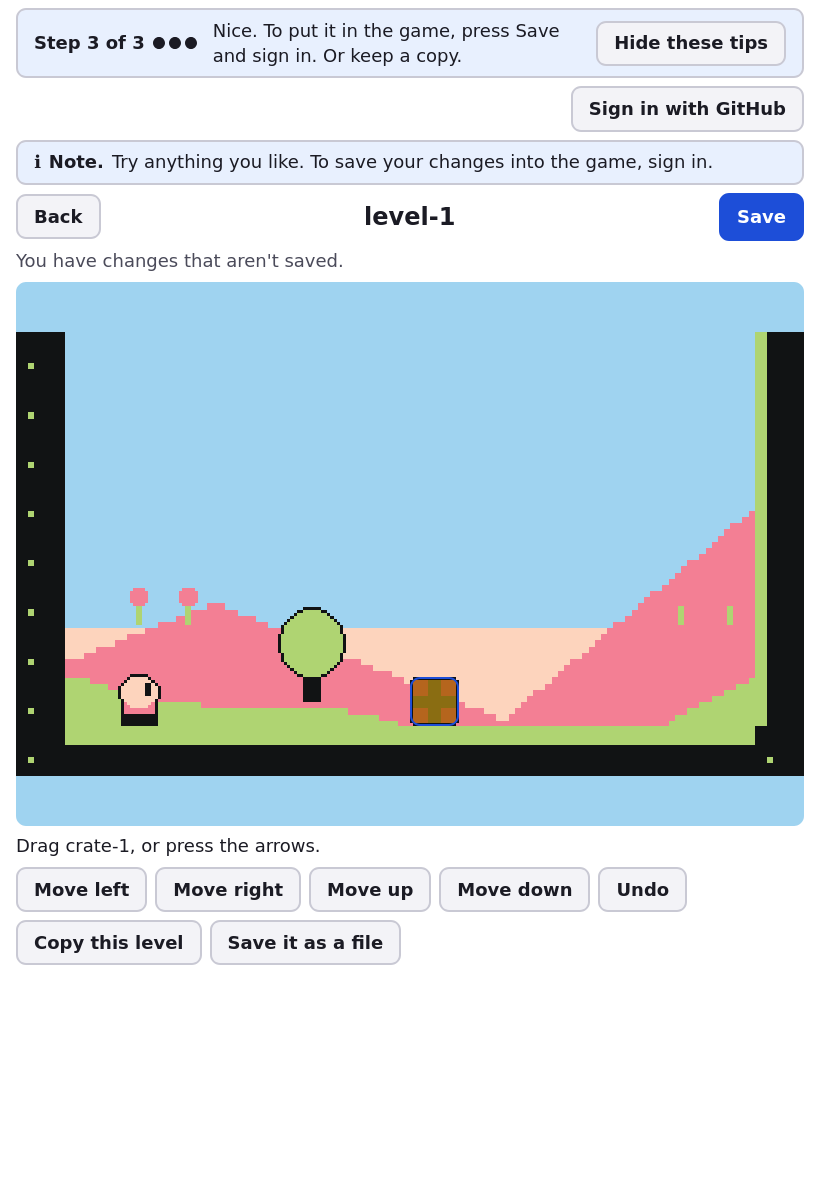 Step 3 of 3 ●●● Nice. To put it in the game, press Save
and sign in. Or keep a copy.
Hide these tips
Sign in with GitHub
ℹ Note. Try anything you like. To save your changes into the game, sign in.
Back
level-1
Save
You have changes that aren't saved.
Drag crate-1, or press the arrows.
Move left
Move right
Move up
Move down
Undo
Copy this level
Save it as a file